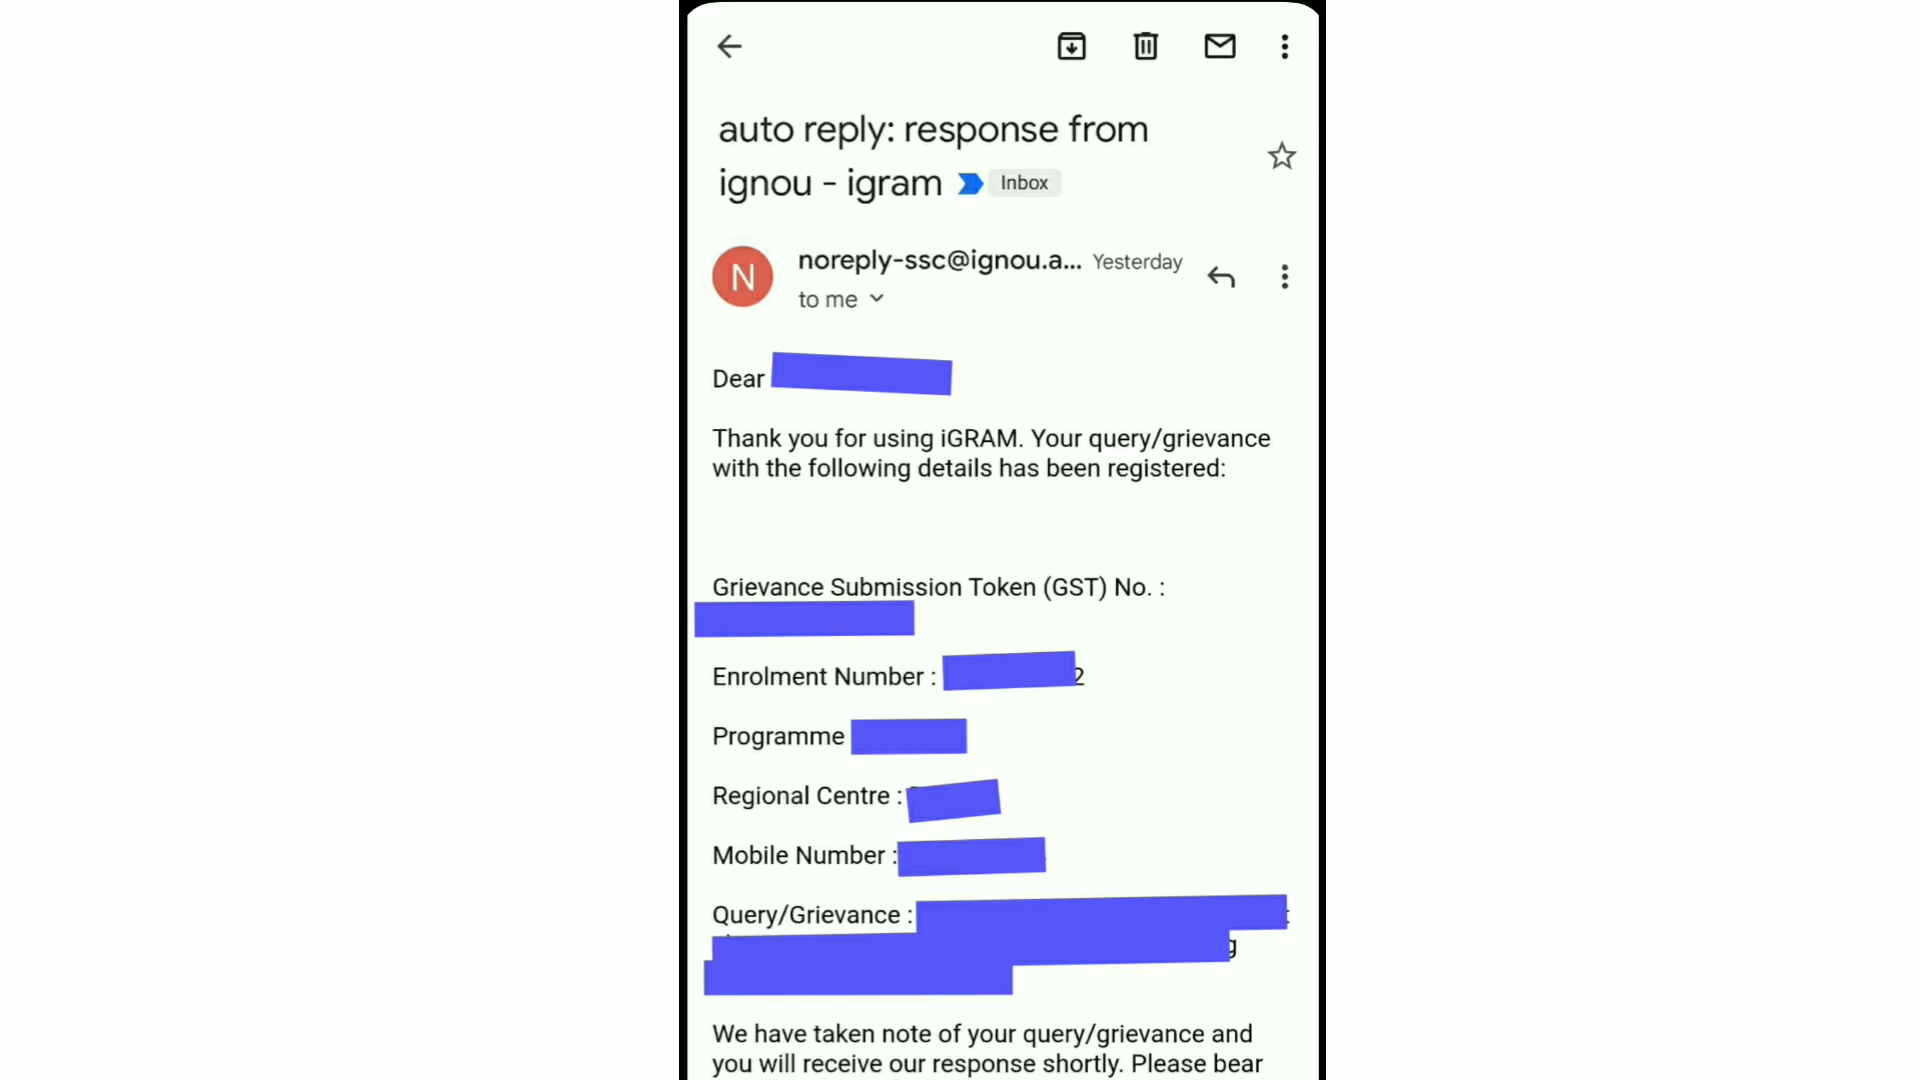 auto reply: response from
ignou - igram Inbox
N
noreply-ssc@ignou.a... Yesterday
to me
Dear
Thank you for using iGRAM. Your query/grievance
with the following details has been registered:
Grievance Submission Token (GST) No. :
Enrolment Number : 2
Programme
Regional Centre :
Mobile Number :
Query/Grievance :
g
We have taken note of your query/grievance and
you will receive our response shortly. Please bear